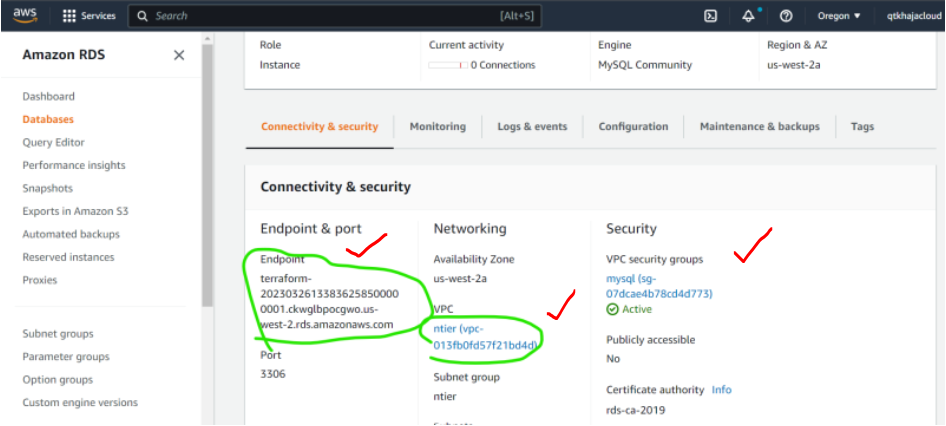 aws
Services
Search
[Alt+S]
Oregon
qtkhajacloud
Amazon RDS
Dashboard
Databases
Query Editor
Performance insights
Snapshots
Exports in Amazon S3
Automated backups
Reserved instances
Proxies
Subnet groups
Parameter groups
Option groups
Custom engine versions
Role
Instance
Current activity
0 Connections
Engine
MySQL Community
Region & AZ
us-west-2a
Connectivity & security
Monitoring
Logs & events
Configuration
Maintenance & backups
Tags
Connectivity & security
Endpoint & port
Endpoint
terraform-
2023032613383625850000
0001.ckwglbpocgwo.us-
west-2.rds.amazonaws.com
Port
3306
Networking
Availability Zone
us-west-2a
VPC
ntier (vpc-
013fb0fd57f21bd4d)
Subnet group
ntier
Security
VPC security groups
mysql (sg-
07dcae4b78cd4d773)
Active
Publicly accessible
No
Certificate authority Info
rds-ca-2019